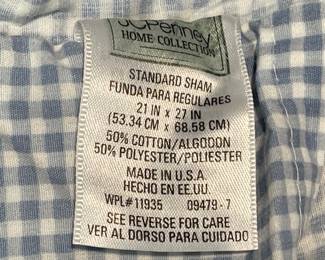 JCPenney
HOME COLLECTION
STANDARD SHAM
FUNDA PARA REGULARES
21 IN x 27 IN
(53.34 CM x 68.58 CM)
50% COTTON/ALGODON
50% POLYESTER/POLIESTER
MADE IN U.S.A.
HECHO EN EE.UU.
WPL#11935 09479-7
SEE REVERSE FOR CARE
VER AL DORSO PARA CUIDADO